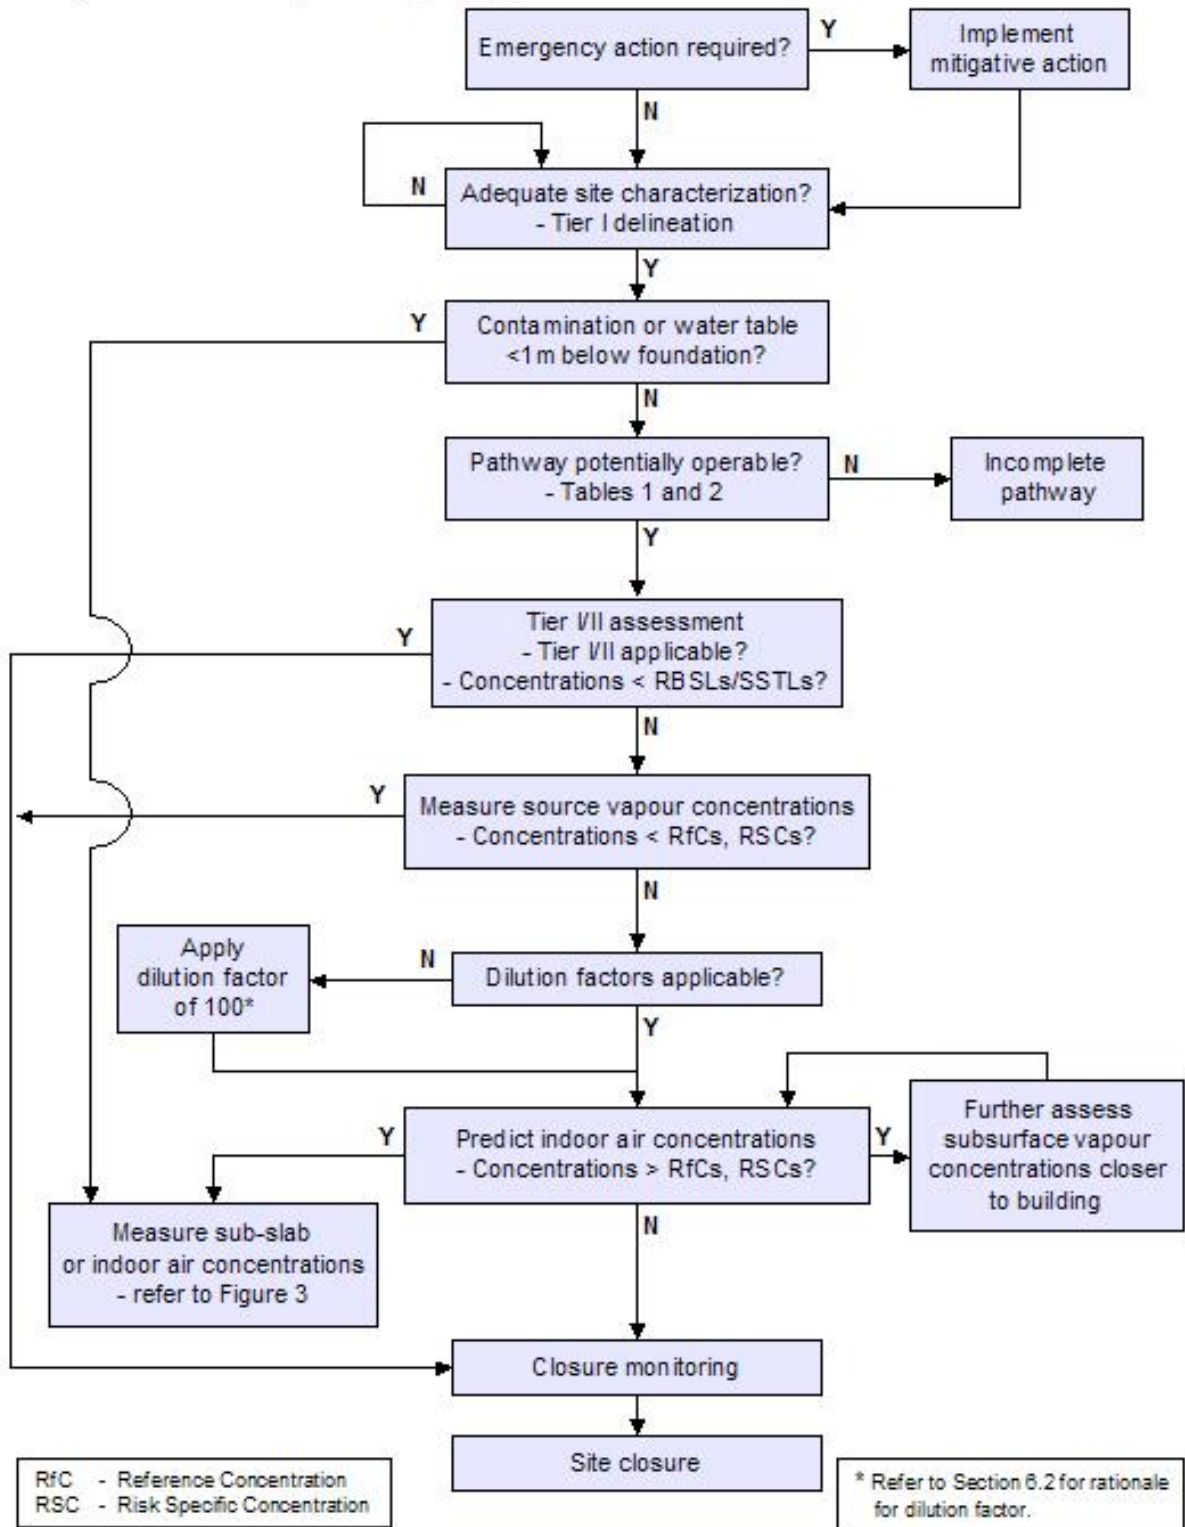 Emergency action required?
Y
Implement
mitigative action
N
N
Adequate site characterization?
- Tier I delineation
Y
Y
Contamination or water table
<1m below foundation?
N
Pathway potentially operable?
- Tables 1 and 2
N
Incomplete
pathway
Y
Y
Tier I/II assessment
- Tier I/II applicable?
- Concentrations < RBSLs/SSTLs?
N
Y
Measure source vapour concentrations
- Concentrations < RfCs, RSCs?
N
Apply
dilution factor
of 100*
N
Dilution factors applicable?
Y
Y
Predict indoor air concentrations
- Concentrations > RfCs, RSCs?
Y
Further assess
subsurface vapour
concentrations closer
to building
Measure sub-slab
or indoor air concentrations
- refer to Figure 3
N
Closure monitoring
Site closure
RfC - Reference Concentration
RSC - Risk Specific Concentration
* Refer to Section 6.2 for rationale
for dilution factor.